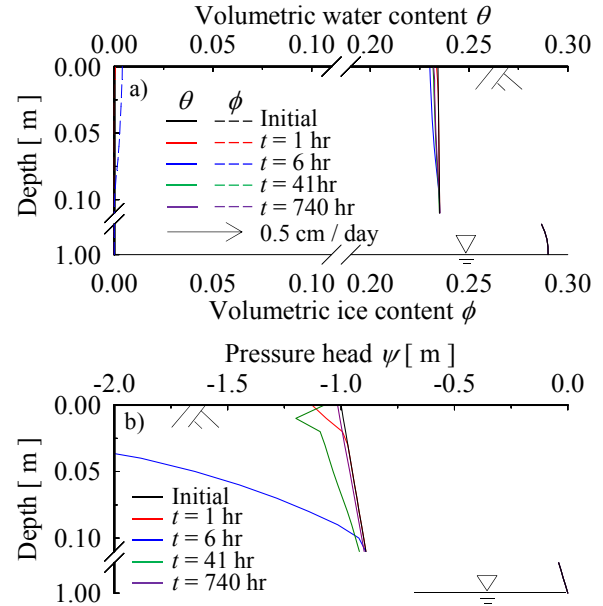 Volumetric water content θ
0.00 0.05 0.10 0.20 0.25 0.30
0.00
a)
θ ϕ
Initial
t = 1 hr
0.05
t = 6 hr
t = 41hr
0.10
t = 740 hr
0.5 cm / day
1.00
0.00 0.05 0.10 0.20 0.25 0.30
Volumetric ice content ϕ
Depth [ m ]
Pressure head ψ [ m ]
-2.0 -1.5 -1.0 -0.5 0.0
0.00
b)
0.05
Initial
t = 1 hr
0.10
t = 6 hr
t = 41 hr
t = 740 hr
1.00
Depth [ m ]